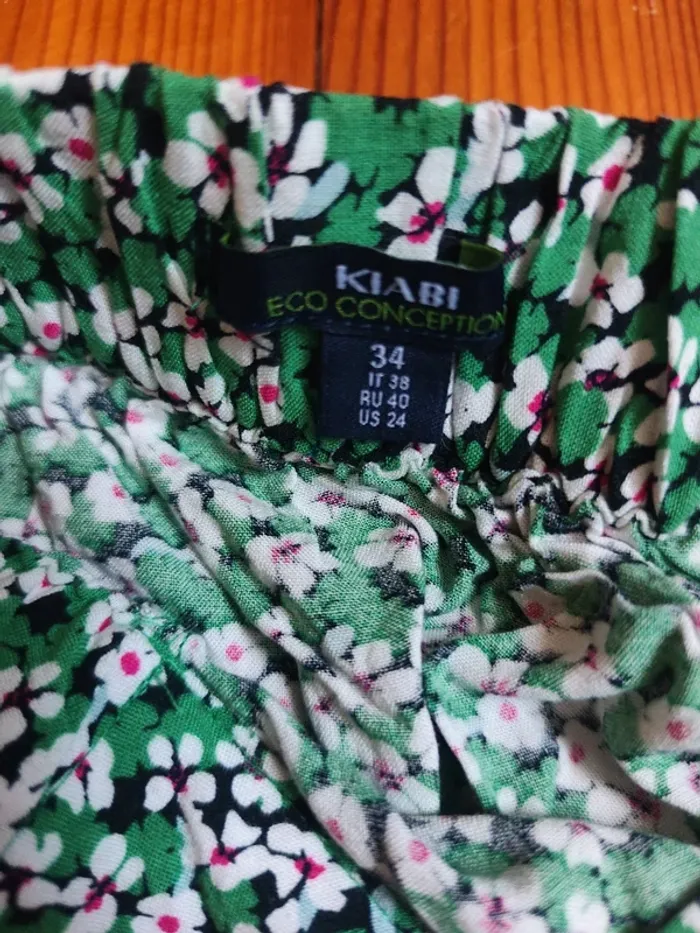 KIABI
ECO CONCEPTION
34
IT 38
RU 40
US 24